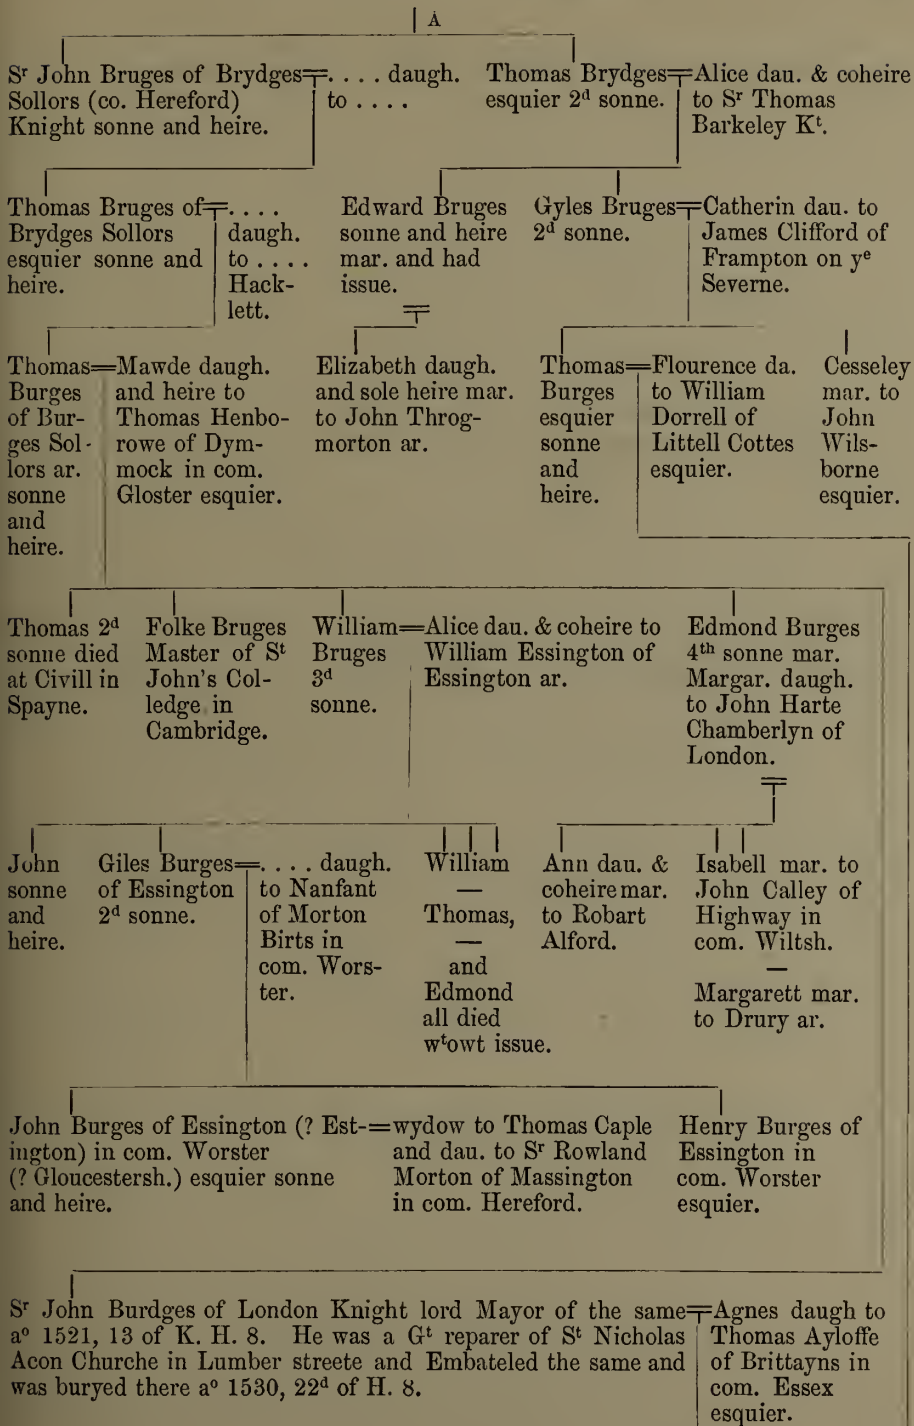 A
Sʳ John Bruges of Brydges
Sollors (co. Hereford)
Knight sonne and heire.
. . . . daugh.
to . . . .
Thomas Brydges
esquier 2ᵈ sonne.
Alice dau. & coheire
to Sʳ Thomas
Barkeley Kᵗ.
Thomas Bruges of
Brydges Sollors
esquier sonne and
heire.
. . . .
daugh.
to . . . .
Hack-
lett.
Edward Bruges
sonne and heire
mar. and had
issue.
Gyles Bruges
2ᵈ sonne.
Catherin dau. to
James Clifford of
Frampton on yᵉ
Severne.
Thomas
Burges
of Bur-
ges Sol-
lors ar.
sonne
and
heire.
Mawde daugh.
and heire to
Thomas Henbo-
rowe of Dym-
mock in com.
Gloster esquier.
Elizabeth daugh.
and sole heire mar.
to John Throg-
morton ar.
Thomas
Burges
esquier
sonne
and
heire.
Flourence da.
to William
Dorrell of
Littell Cottes
esquier.
Cesseley
mar. to
John
Wils-
borne
esquier.
Thomas 2ᵈ
sonne died
at Civill in
Spayne.
Folke Bruges
Master of Sᵗ
John's Col-
ledge in
Cambridge.
William
Bruges
3ᵈ
sonne.
Alice dau. & coheire to
William Essington of
Essington ar.
Edmond Burges
4ᵗʰ sonne mar.
Margar. daugh.
to John Harte
Chamberlyn of
London.
John
sonne
and
heire.
Giles Burges
of Essington
2ᵈ sonne.
. . . . daugh.
to Nanfant
of Morton
Birts in
com. Wors-
ter.
William
—
Thomas,
—
and
Edmond
all died
wᵗowt issue.
Ann dau. &
coheire mar.
to Robart
Alford.
Isabell mar. to
John Calley of
Highway in
com. Wiltsh.
—
Margarett mar.
to Drury ar.
John Burges of Essington (? Est-
ington) in com. Worster
(? Gloucestersh.) esquier sonne
and heire.
wydow to Thomas Caple
and dau. to Sʳ Rowland
Morton of Massington
in com. Hereford.
Henry Burges of
Essington in
com. Worster
esquier.
Sʳ John Burdges of London Knight lord Mayor of the same
aº 1521, 13 of K. H. 8. He was a Gᵗ reparer of Sᵗ Nicholas
Acon Churche in Lumber streete and Embateled the same and
was buryed there aº 1530, 22ᵈ of H. 8.
Agnes daugh to
Thomas Ayloffe
of Brittayns in
com. Essex
esquier.